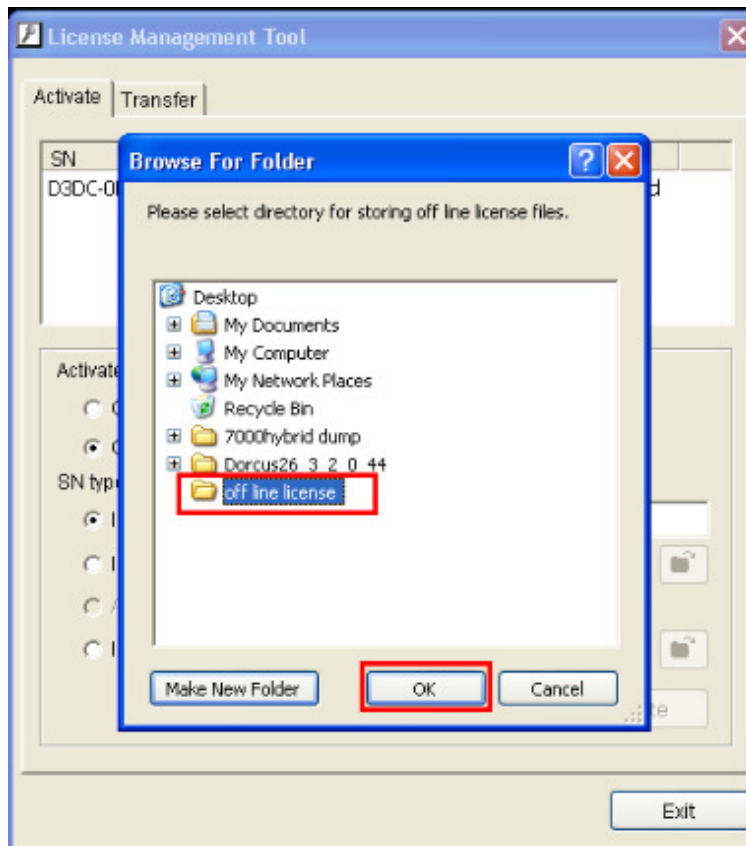 License Management Tool
Activate Transfer
SN
D3DC-0
Browse For Folder
Please select directory for storing off line license files.
Desktop
My Documents
My Computer
My Network Places
Recycle Bin
7000hybrid dump
Dorcus26_3_2_0_44
off line license
Activate
SN typ
Make New Folder OK Cancel
Exit